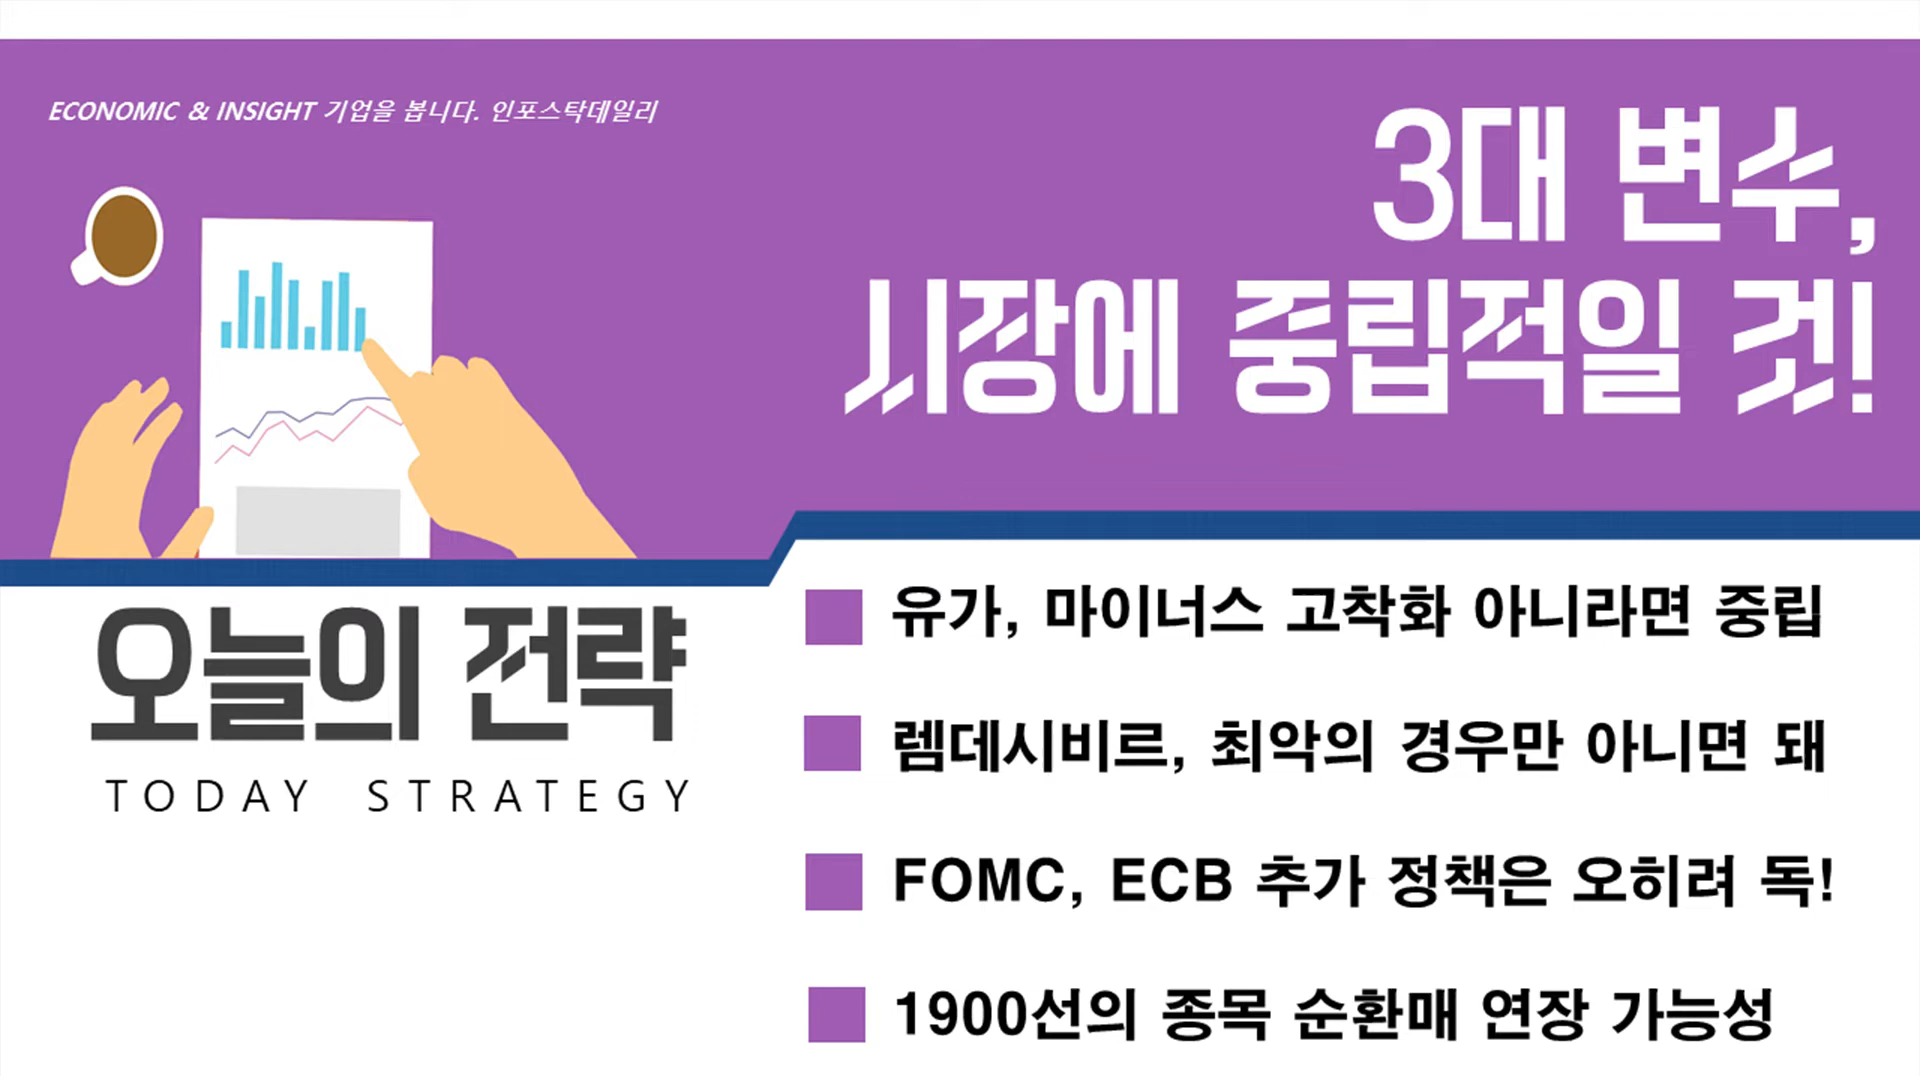 ECONOMIC & INSIGHT 기업을 봅니다. 인포스탁데일리
3대 변수,
시장에 중립적일 것!
오늘의 전략
TODAY STRATEGY
유가, 마이너스 고착화 아니라면 중립
렘데시비르, 최악의 경우만 아니면 돼
FOMC, ECB 추가 정책은 오히려 독!
1900선의 종목 순환매 연장 가능성